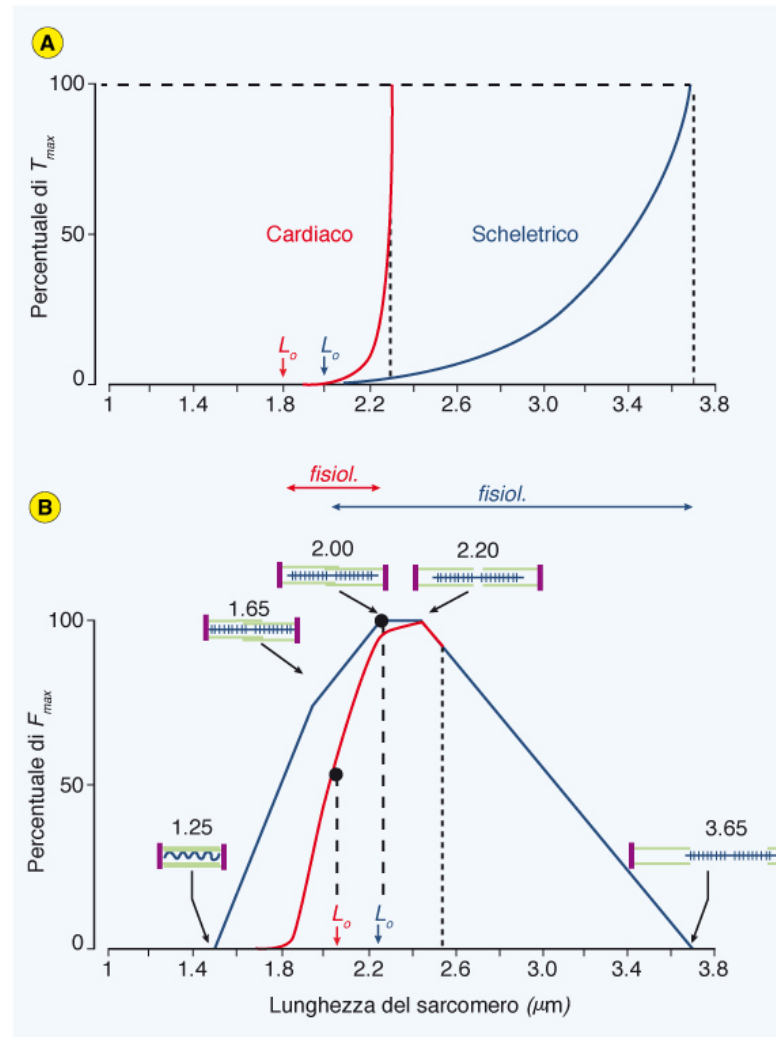 A
Percentuale di Tmax
100
50
0
Cardiaco
Scheletrico
Lo
Lo
1
1.4
1.8
2.2
2.6
3.0
3.4
3.8
fisiol.
fisiol.
B
2.00
2.20
1.65
1.25
3.65
Percentuale di Fmax
100
50
0
Lo
Lo
1
1.4
1.8
2.2
2.6
3.0
3.4
3.8
Lunghezza del sarcomero (μm)